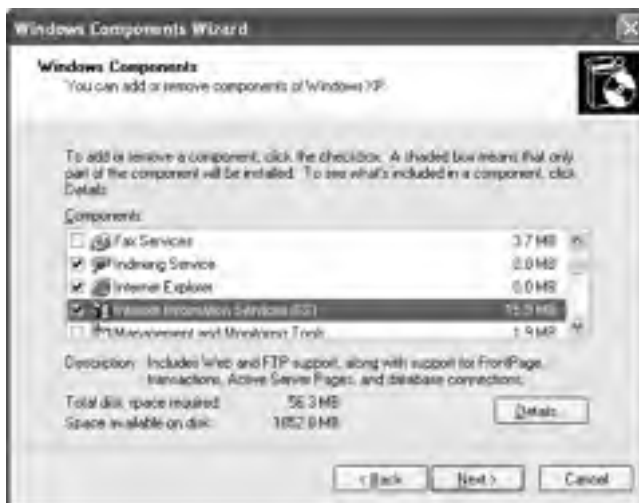 Windows Components Wizard
Windows Components
You can add or remove components of Windows XP.
To add or remove a component, click the checkbox. A shaded box means that only
part of the component will be installed. To see what's included in a component, click
Details.
Components:
Fax Services 3.7 MB
Indexing Service 0.0 MB
Internet Explorer 0.0 MB
Internet Information Services (IIS)
Management and Monitoring Tools 1.9 MB
Description: Includes Web and FTP support, along with support for FrontPage,
transactions, Active Server Pages, and database connections.
Total disk space required: 56.3 MB
Space available on disk:
Details...
< Back Next > Cancel